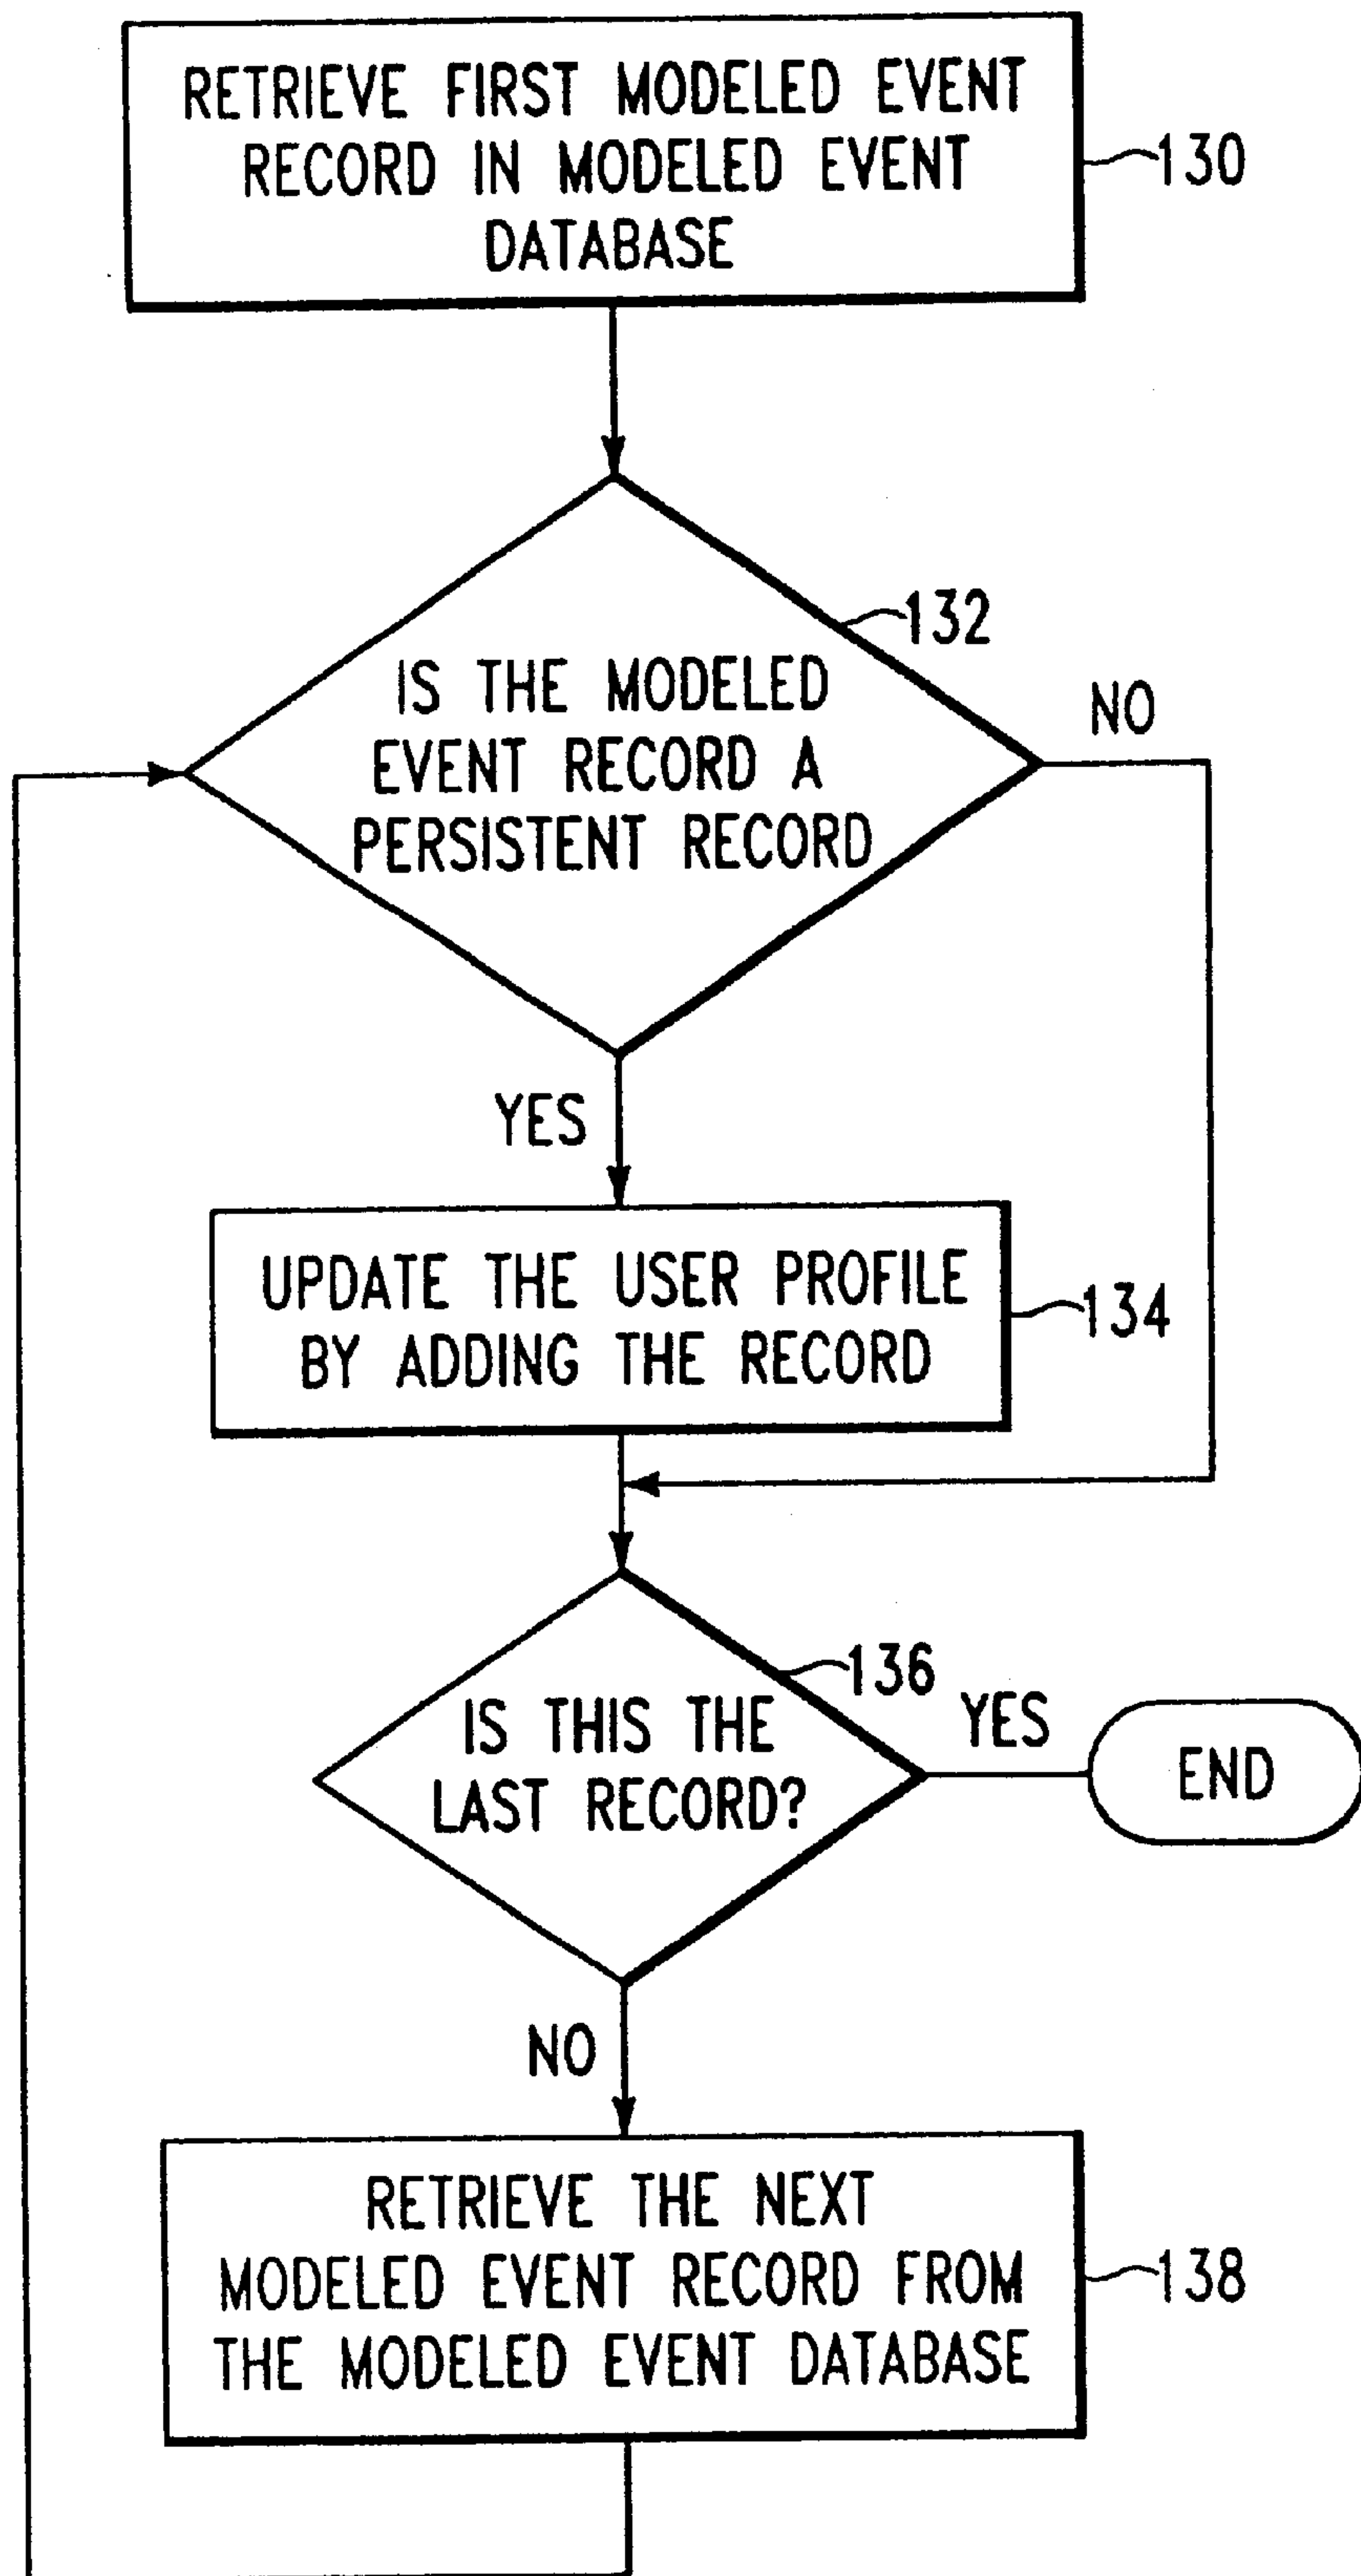 RETRIEVE FIRST MODELED EVENT
RECORD IN MODELED EVENT
DATABASE
130
132
IS THE MODELED
EVENT RECORD A
PERSISTENT RECORD
NO
YES
UPDATE THE USER PROFILE
BY ADDING THE RECORD
134
136
IS THIS THE
LAST RECORD?
YES
END
NO
RETRIEVE THE NEXT
MODELED EVENT RECORD FROM
THE MODELED EVENT DATABASE
138